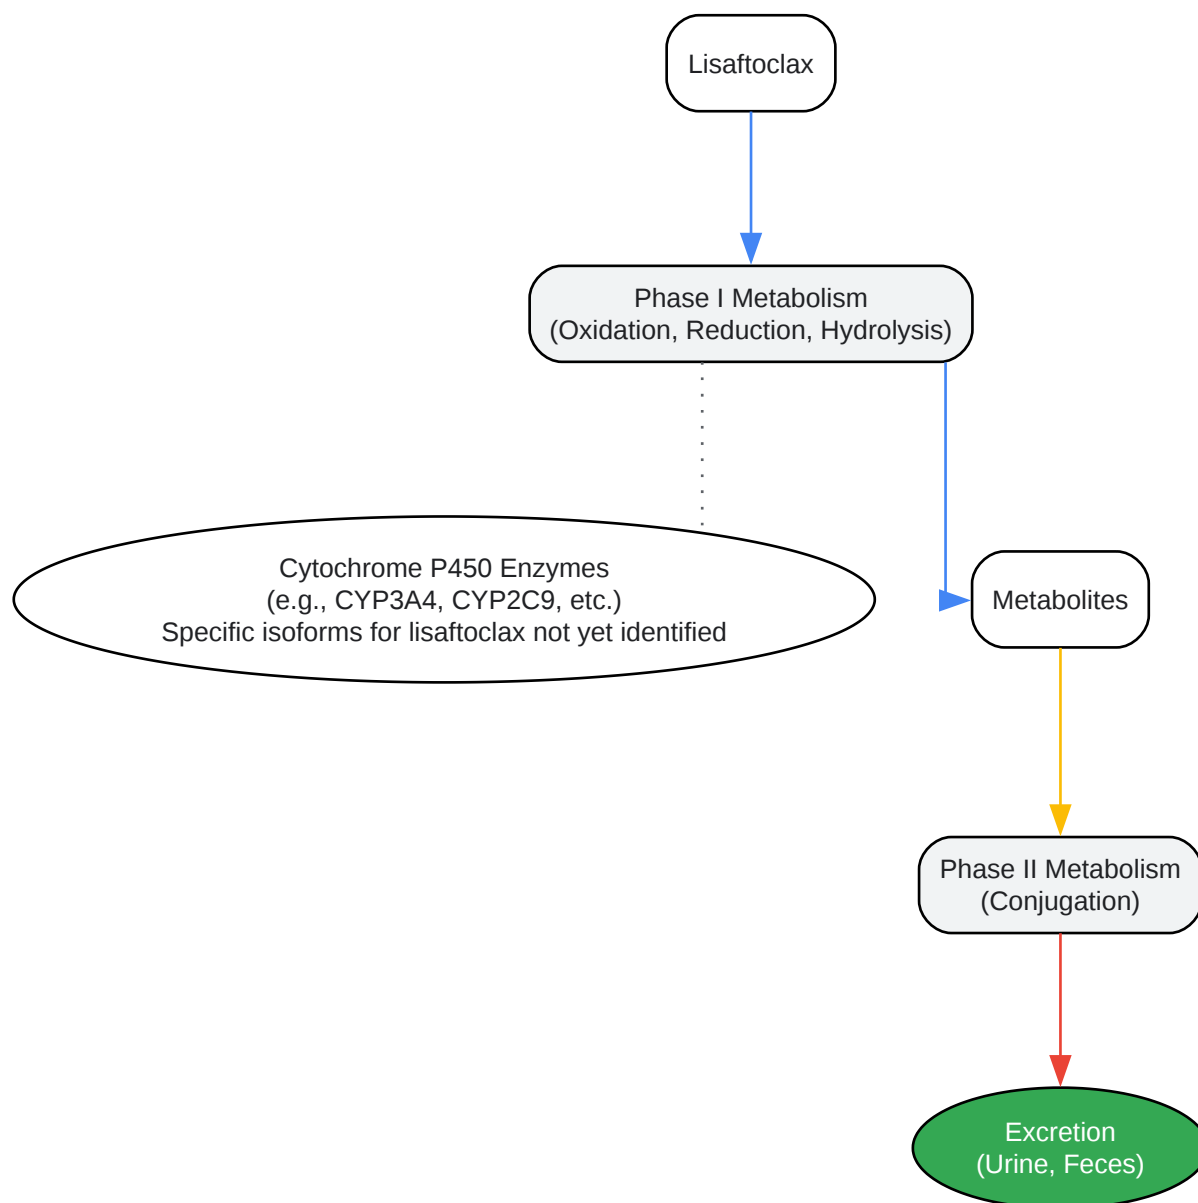 Lisaftoclax
Phase I Metabolism
(Oxidation, Reduction, Hydrolysis)
Cytochrome P450 Enzymes
(e.g., CYP3A4, CYP2C9, etc.)
Specific isoforms for lisaftoclax not yet identified
Metabolites
Phase II Metabolism
(Conjugation)
Excretion
(Urine, Feces)